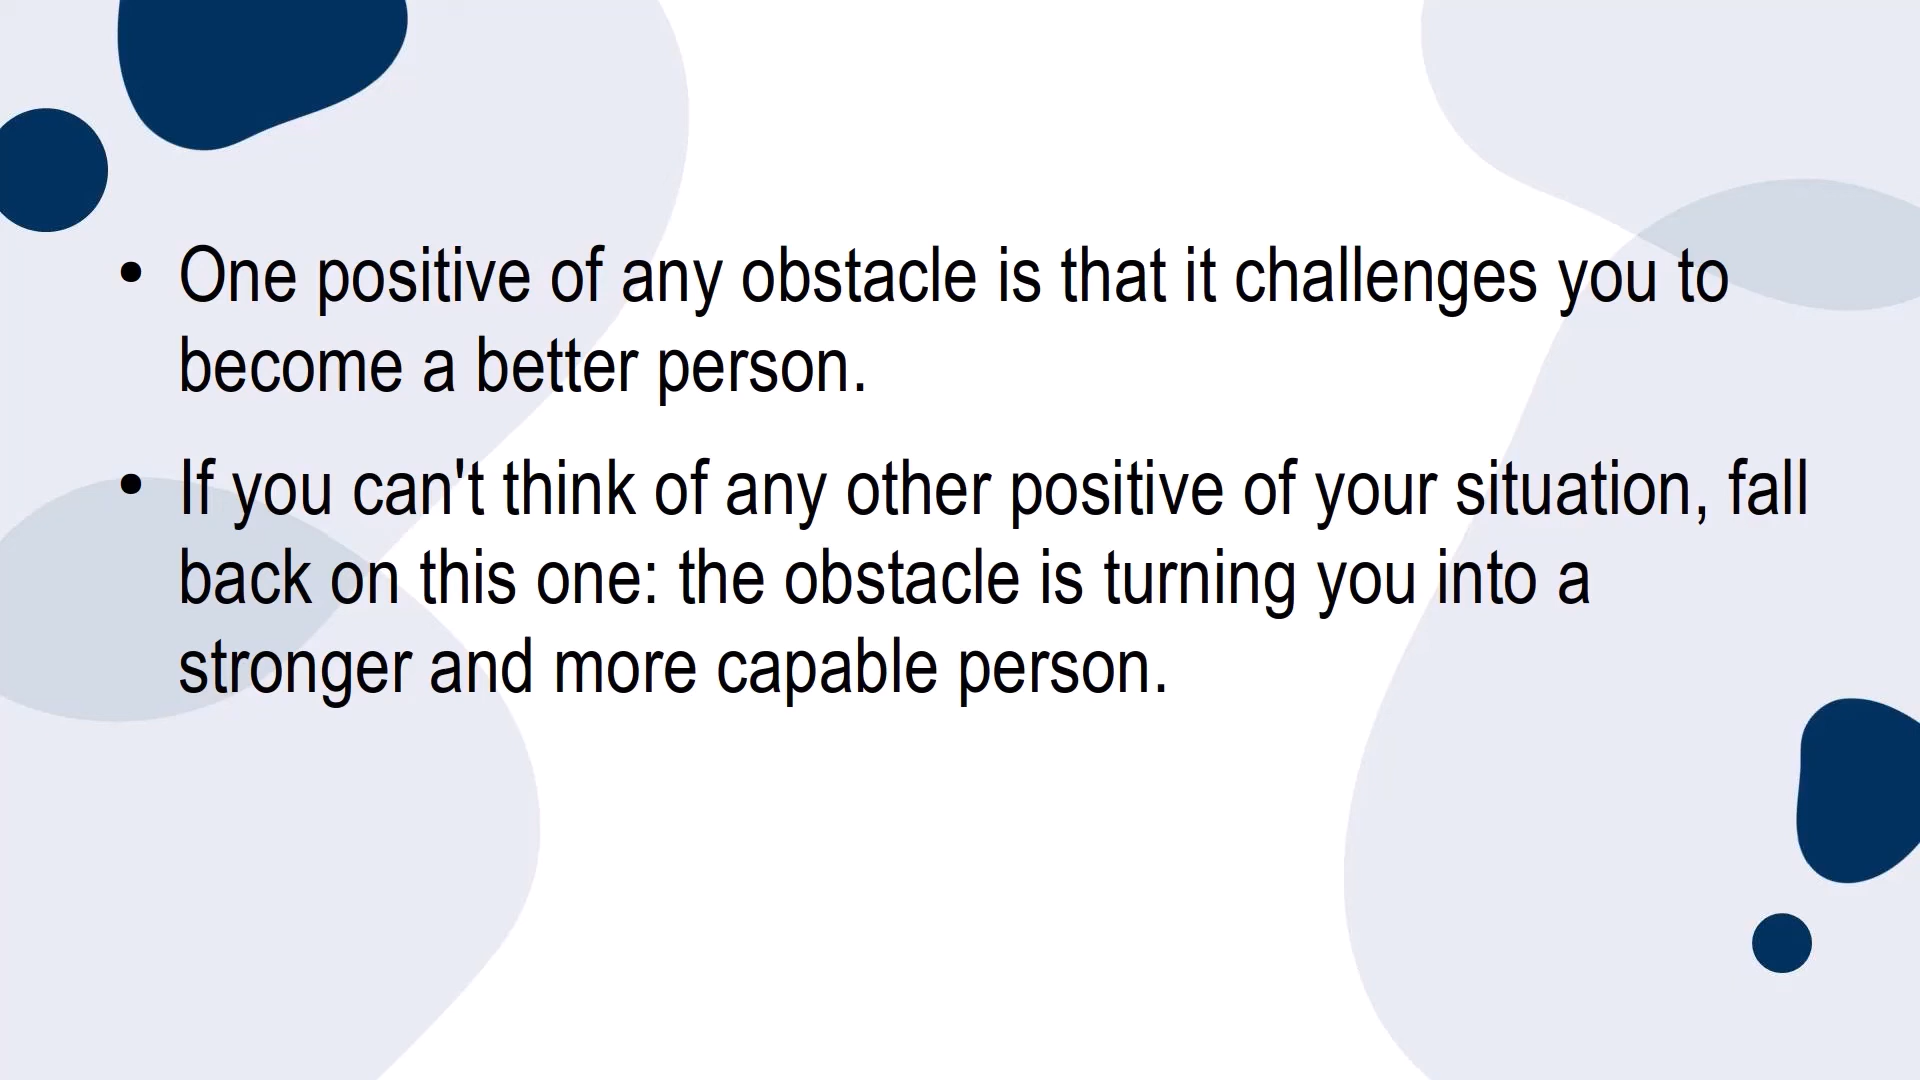 • One positive of any obstacle is that it challenges you to
become a better person.
• If you can't think of any other positive of your situation, fall
back on this one: the obstacle is turning you into a
stronger and more capable person.